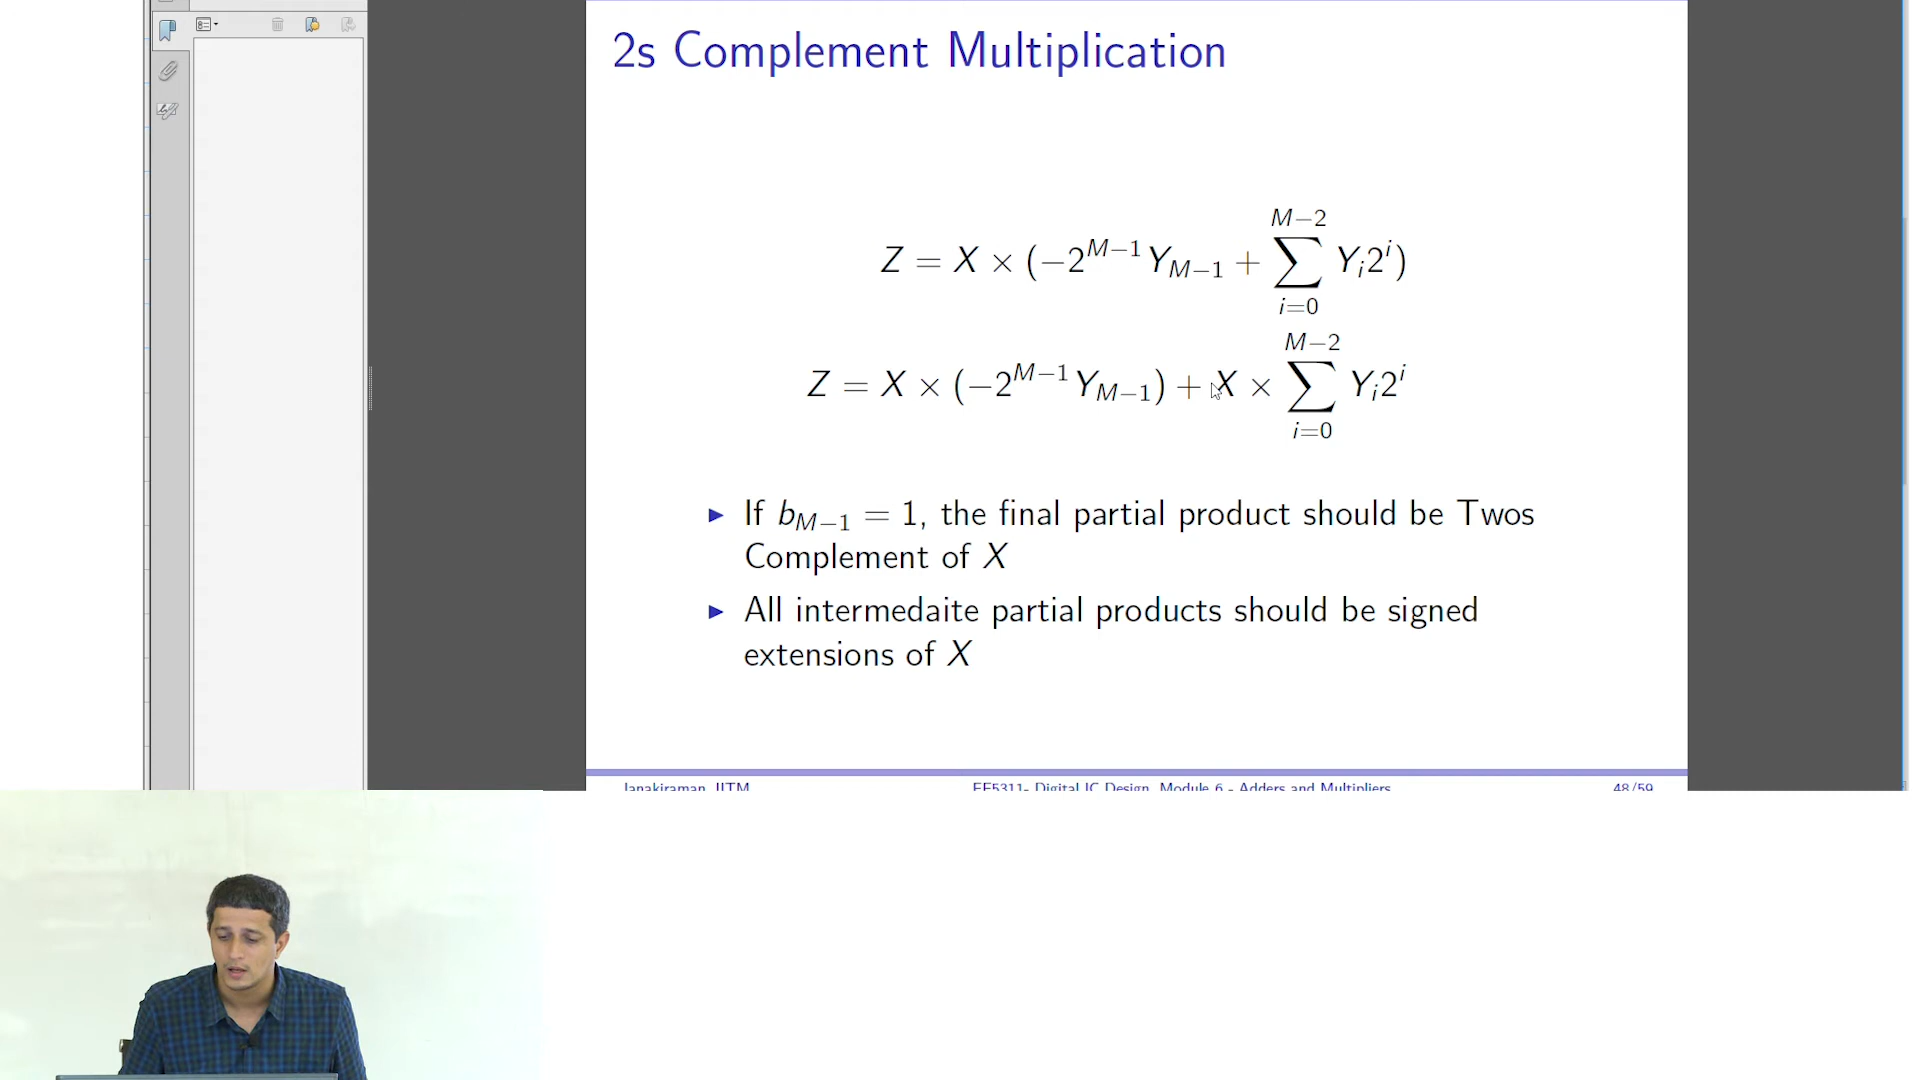 2s Complement Multiplication
Z = X × (−2^{M−1} Y_{M−1} + \sum_{i=0}^{M−2} Y_i 2^i)
Z = X × (−2^{M−1} Y_{M−1}) + X × \sum_{i=0}^{M−2} Y_i 2^i
▶ If b_{M−1} = 1, the final partial product should be Twos
Complement of X
▶ All intermedaite partial products should be signed
extensions of X
Janakiraman, IITM EE5311- Digital IC Design, Module 6 - Adders and Multipliers 48/59